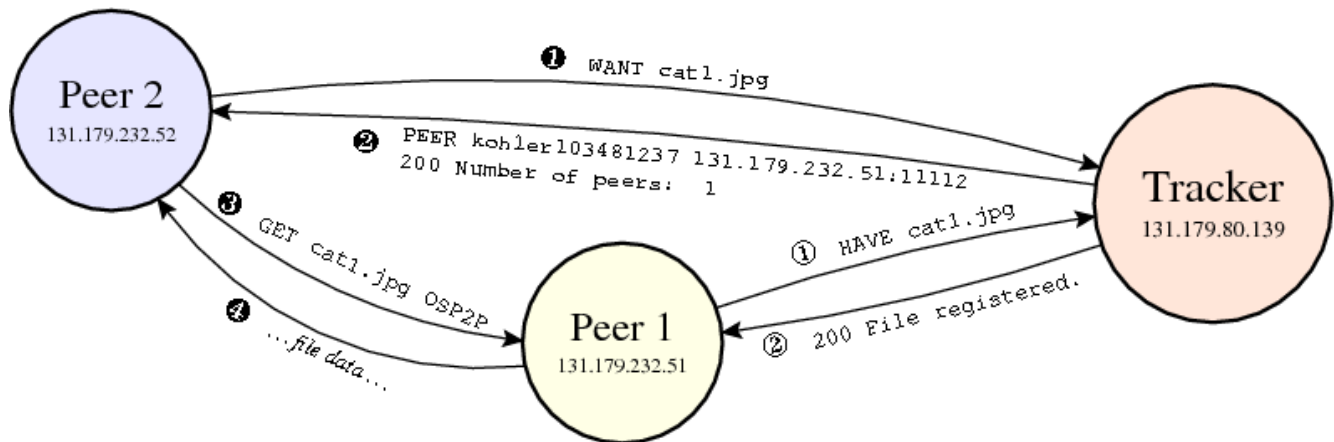 ❶ WANT cat1.jpg
Peer 2
131.179.232.52
❷ PEER kohler103481237 131.179.232.51:11112
200 Number of peers: 1
Tracker
131.179.80.139
❸ GET cat1.jpg OSP2P
① HAVE cat1.jpg
❹ ...file data...
Peer 1
131.179.232.51
② 200 File registered.